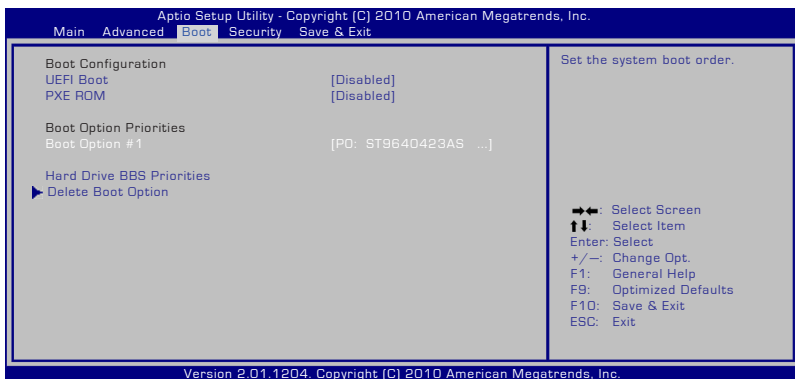 Aptio Setup Utility - Copyright (C) 2010 American Megatrends, Inc.
Main Advanced Boot Security Save & Exit
Boot Configuration
UEFI Boot [Disabled]
PXE ROM [Disabled]
Boot Option Priorities
Boot Option #1 [P0: ST9640423AS ...]
Hard Drive BBS Priorities
Delete Boot Option
Set the system boot order.
→←: Select Screen
↑↓: Select Item
Enter: Select
+/—: Change Opt.
F1: General Help
F9: Optimized Defaults
F10: Save & Exit
ESC: Exit
Version 2.01.1204. Copyright (C) 2010 American Megatrends, Inc.